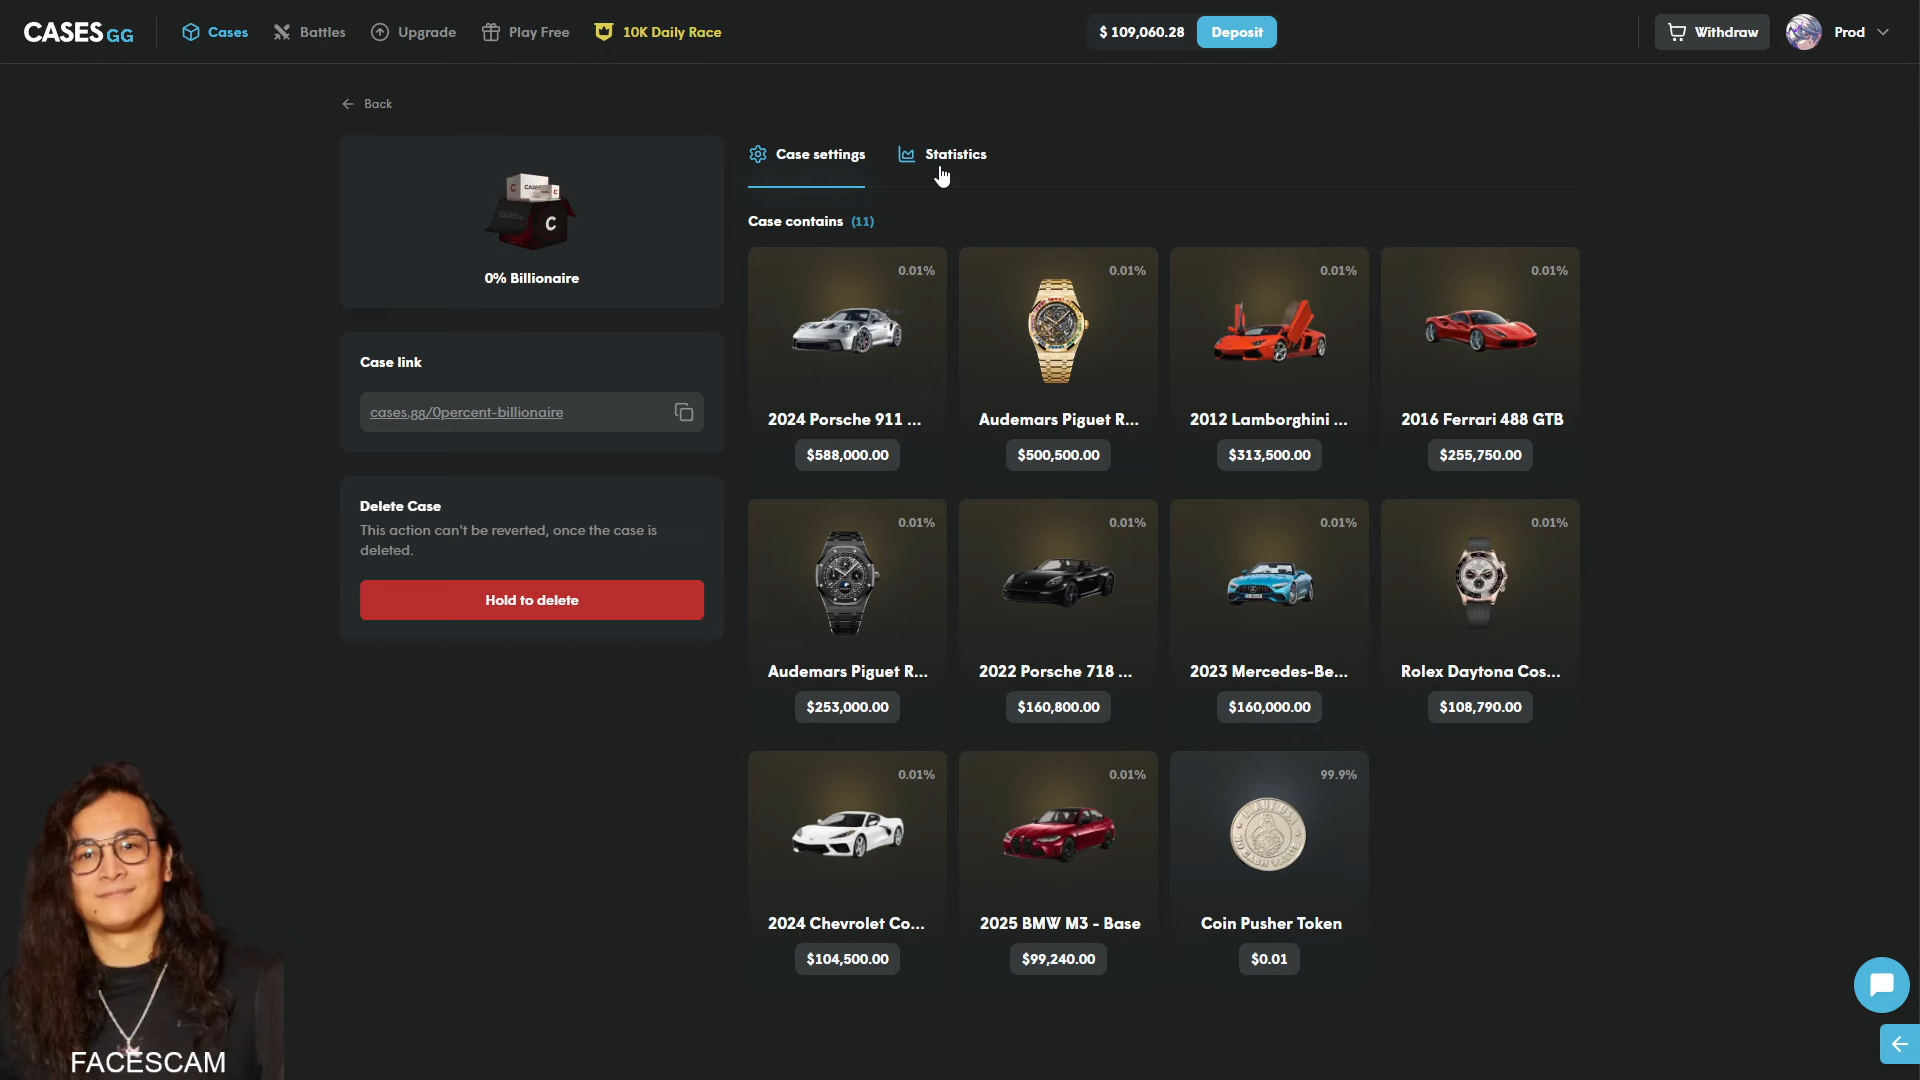 CASES GG
Cases
Battles
Upgrade
Play Free
10K Daily Race
$ 109,060.28
Deposit
Withdraw
Prod
Back
CASES
C
C
0% Billionaire
Case link
cases.gg/0percent-billionaire
Delete Case
This action can't be reverted, once the case is
deleted.
Hold to delete
Case settings
Statistics
Case contains (11)
0.01%
2024 Porsche 911 ...
$588,000.00
0.01%
Audemars Piguet R...
$500,500.00
0.01%
2012 Lamborghini ...
$313,500.00
0.01%
2016 Ferrari 488 GTB
$255,750.00
0.01%
Audemars Piguet R...
$253,000.00
0.01%
2022 Porsche 718 ...
$160,800.00
0.01%
2023 Mercedes-Be...
$160,000.00
0.01%
Rolex Daytona Cos...
$108,790.00
0.01%
2024 Chevrolet Co...
$104,500.00
0.01%
2025 BMW M3 - Base
$99,240.00
99.9%
NO CASH VALUE
Coin Pusher Token
$0.01
FACESCAM